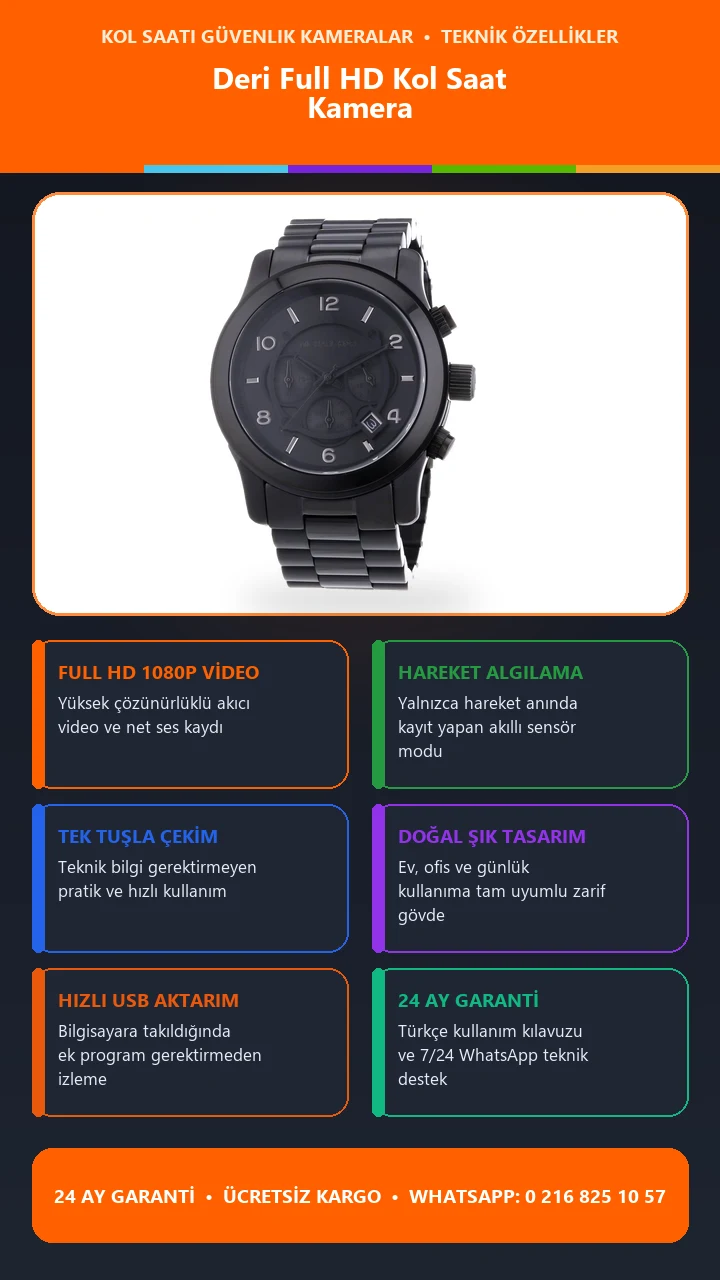 KOL SAATI GÜVENLIK KAMERALAR • TEKNİK ÖZELLİKLER
Deri Full HD Kol Saat
Kamera
12
10
2
8
4
6
3
FULL HD 1080P VİDEO
Yüksek çözünürlüklü akıcı
video ve net ses kaydı
HAREKET ALGILAMA
Yalnızca hareket anında
kayıt yapan akıllı sensör
modu
TEK TUŞLA ÇEKİM
Teknik bilgi gerektirmeyen
pratik ve hızlı kullanım
DOĞAL ŞIK TASARIM
Ev, ofis ve günlük
kullanıma tam uyumlu zarif
gövde
HIZLI USB AKTARIM
Bilgisayara takıldığında
ek program gerektirmeden
izleme
24 AY GARANTİ
Türkçe kullanım kılavuzu
ve 7/24 WhatsApp teknik
destek
24 AY GARANTİ • ÜCRETSİZ KARGO • WHATSAPP: 0 216 825 10 57